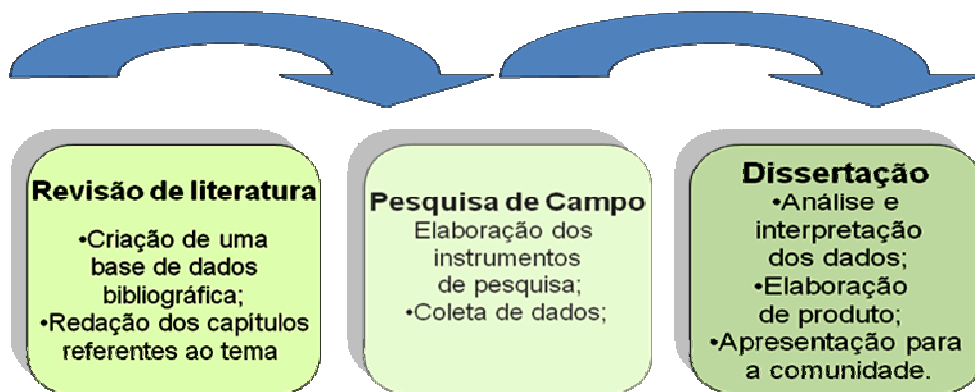 Revisão de literatura
•Criação de uma
base de dados
bibliográfica;
•Redação dos capítulos
referentes ao tema
Pesquisa de Campo
Elaboração dos
instrumentos
de pesquisa;
•Coleta de dados;
Dissertação
•Análise e
interpretação
dos dados;
•Elaboração
de produto;
•Apresentação para
a comunidade.